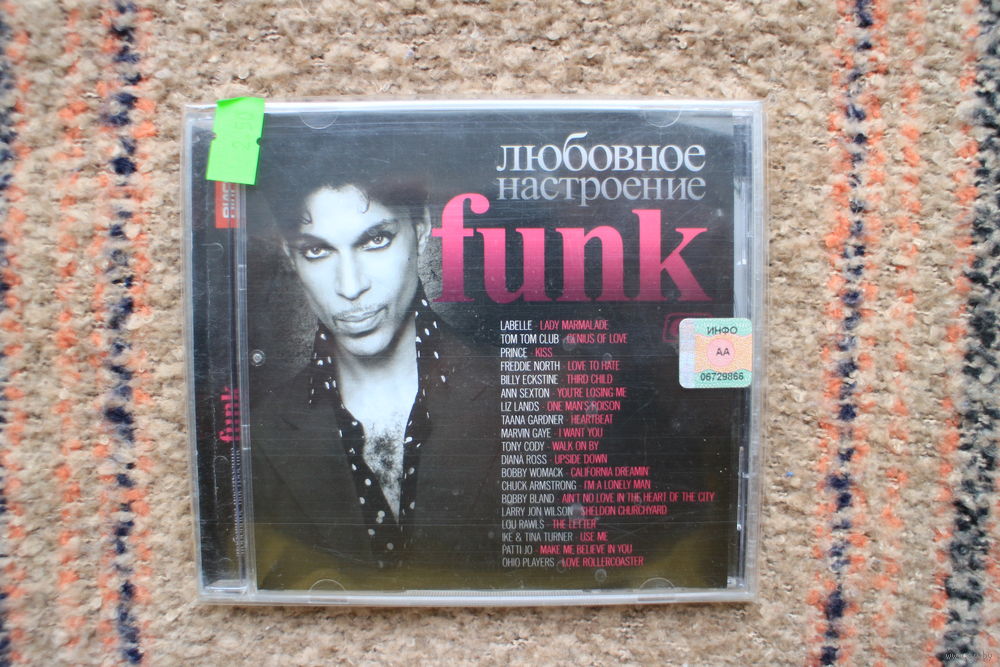 любовное
настроение
funk
LABELLE - LADY MARMALADE
TOM TOM CLUB - GENIUS OF LOVE
PRINCE - KISS
FREDDIE NORTH - LOVE TO HATE
BILLY ECKSTINE - THIRD CHILD
ANN SEXTON - YOU'RE LOSING ME
LIZ LANDS - ONE MAN'S POISON
TAANA GARDNER - HEARTBEAT
MARVIN GAYE - I WANT YOU
TONY CODY - WALK ON BY
DIANA ROSS - UPSIDE DOWN
BOBBY WOMACK - CALIFORNIA DREAMIN'
CHUCK ARMSTRONG - I'M A LONELY MAN
BOBBY BLAND - AIN'T NO LOVE IN THE HEART OF THE CITY
LARRY JON WILSON - SHELDON CHURCHYARD
LOU RAWLS - THE LETTER
IKE & TINA TURNER - USE ME
PATTI JO - MAKE ME BELIEVE IN YOU
OHIO PLAYERS - LOVE ROLLERCOASTER
ИНФО
АА
06729866
funk